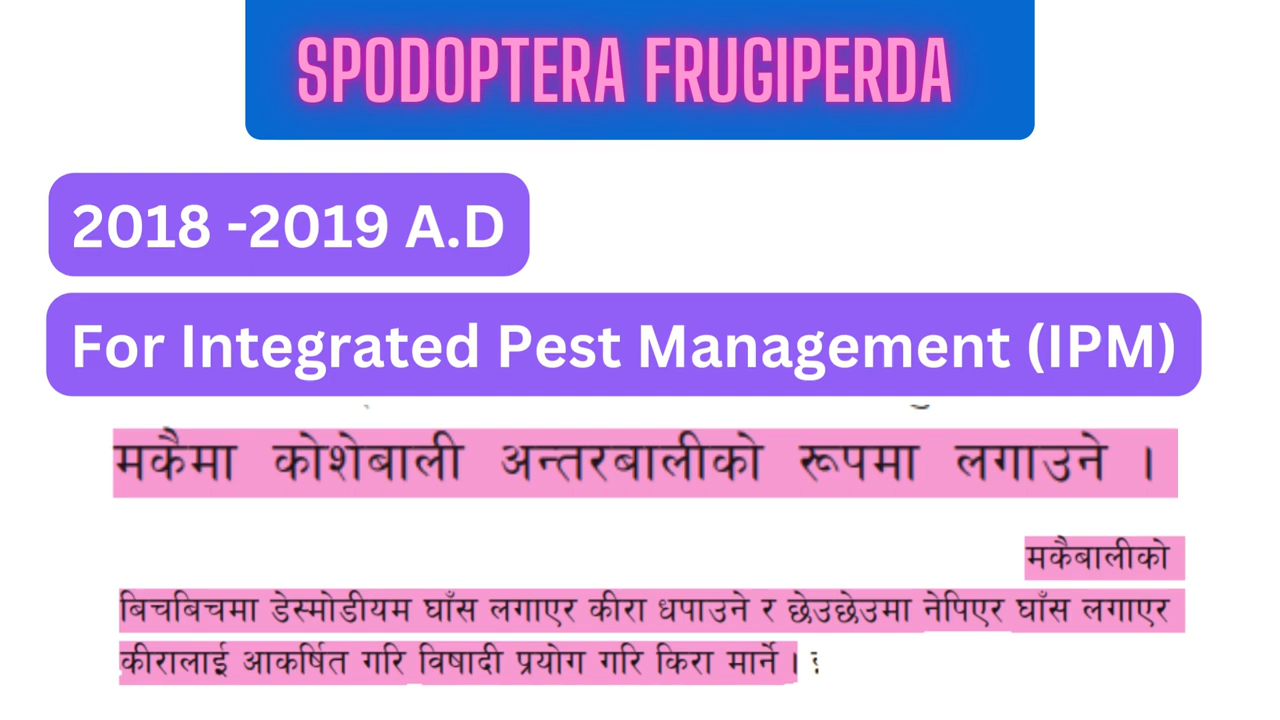 SPODOPTERA FRUGIPERDA
2018 -2019 A.D
For Integrated Pest Management (IPM)
मकैमा कोशेबाली अन्तरबालीको रूपमा लगाउने ।
मकैबालीको
बिचबिचमा डेस्मोडीयम घाँस लगाएर कीरा धपाउने र छेउछेउमा नेपिएर घाँस लगाएर
कीरालाई आकर्षित गरि विषादी प्रयोग गरि किरा मार्ने ।